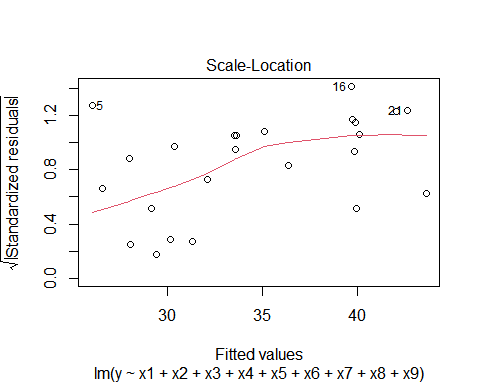 Scale-Location
√|Standardized residuals|
0.0 0.4 0.8 1.2
16
5
21
30 35 40
Fitted values
lm(y ~ x1 + x2 + x3 + x4 + x5 + x6 + x7 + x8 + x9)